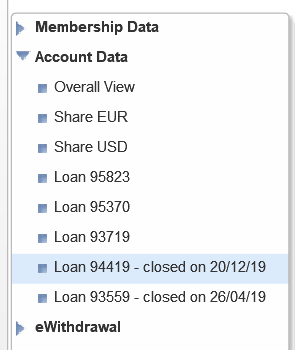 Membership Data
Account Data
Overall View
Share EUR
Share USD
Loan 95823
Loan 95370
Loan 93719
Loan 94419 - closed on 20/12/19
Loan 93559 - closed on 26/04/19
eWithdrawal